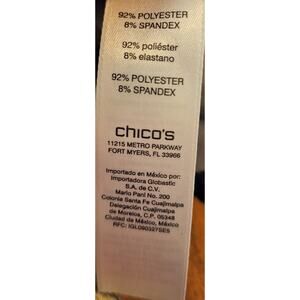 92% POLYESTER
8% SPANDEX
92% poliéster
8% elastano
92% POLYESTER
8% SPANDEX
chico's
11215 METRO PARKWAY
FORT MYERS, FL 33966
Importado en México por:
Importadora Globastic
S.A. de C.V.
Mario Pani No. 200
Colonia Santa Fe Cuajimalpa
Delegación Cuajimalpa
de Morelos, C.P. 05348
Ciudad de México, México
RFC: IGL090327SE5